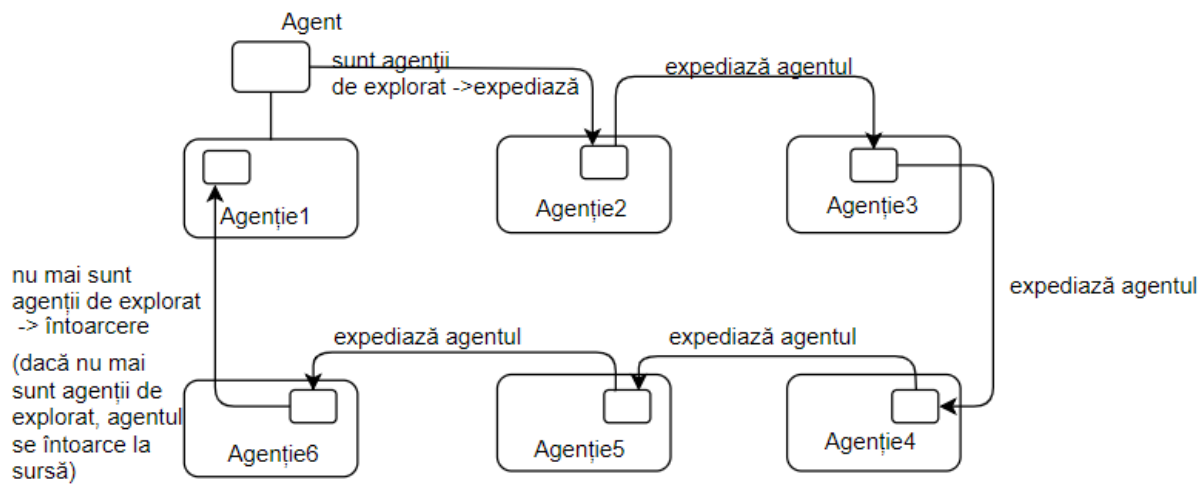 Agent
sunt agenții
de explorat ->expediază
expediază agentul
Agenție1
Agenție2
Agenție3
nu mai sunt
agenții de explorat
-> întoarcere
expediază agentul
(dacă nu mai
sunt agenții de
explorat, agentul
se întoarce la
sursă)
expediază agentul
expediază agentul
Agenție6
Agenție5
Agenție4